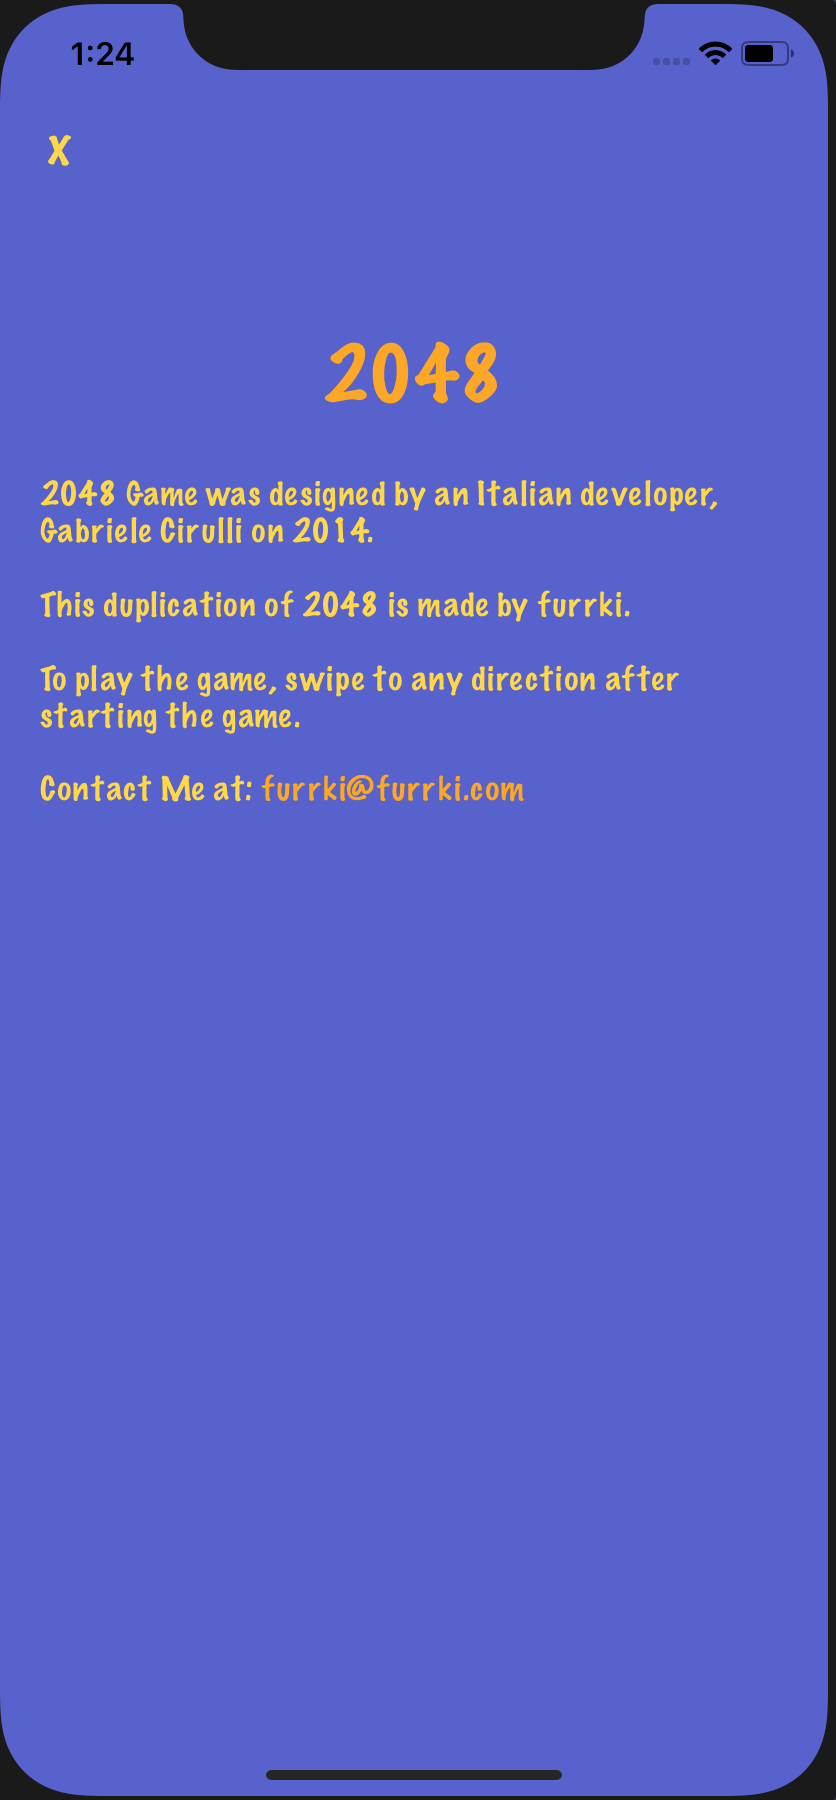 1:24
X
2048
2048 Game was designed by an Italian developer,
Gabriele Cirulli on 2014.
This duplication of 2048 is made by furrki.
To play the game, swipe to any direction after
starting the game.
Contact Me at: furrki@furrki.com